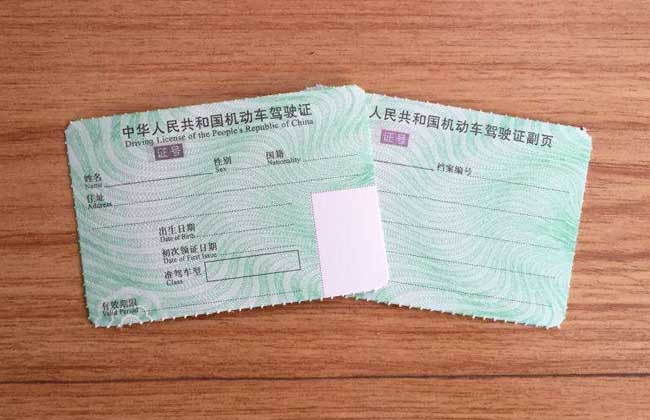 中华人民共和国机动车驾驶证
Driving License of the People's Republic of China
证号
姓名
Name
性别
Sex
国籍
Nationality
住址
Address
出生日期
Date of Birth
初次领证日期
Date of First Issue
准驾车型
Class
有效期限
Valid Period
人民共和国机动车驾驶证副页
证号
档案编号